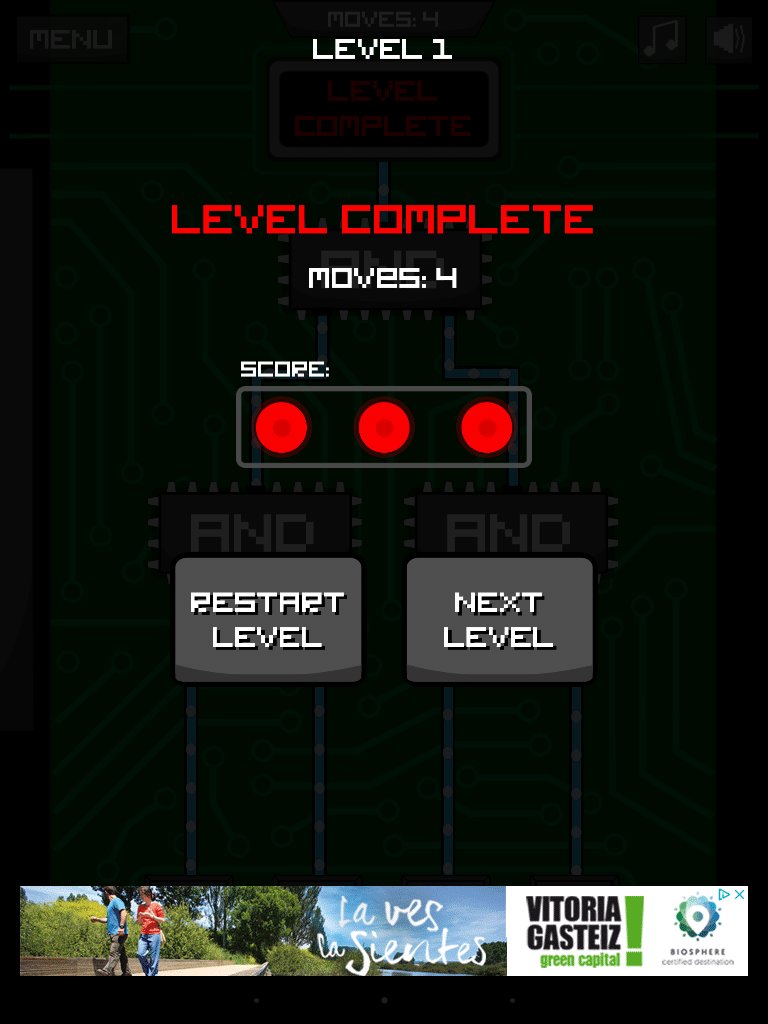 MOVES: 4
MENU
LEVEL 1
LEVEL
COMPLETE
LEVEL COMPLETE
AND
MOVES: 4
SCORE:
AND
AND
RESTART
LEVEL
NEXT
LEVEL
La ves
La Sientes
VITORIA
GASTEIZ!
green capital
BIOSPHERE
certified destination